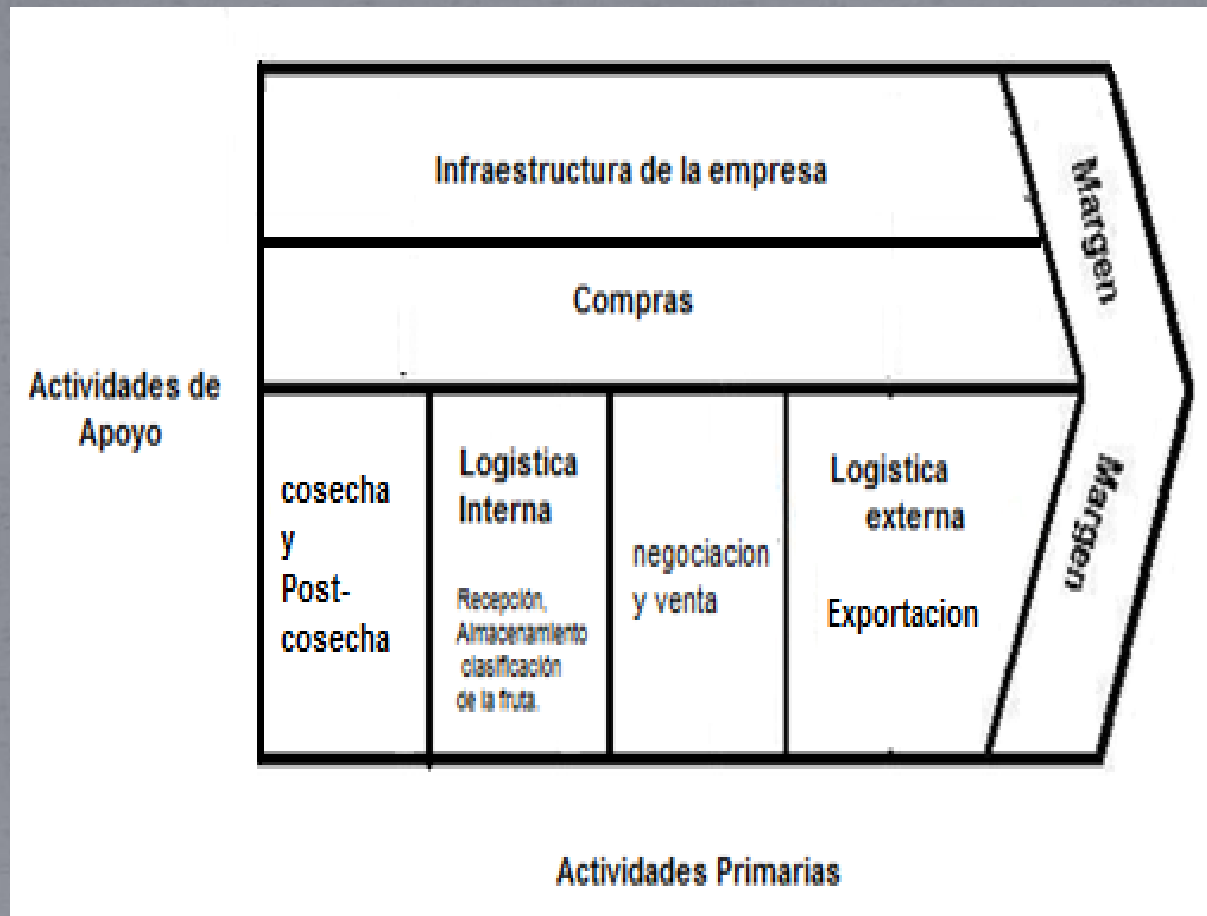 Infraestructura de la empresa
Compras
Margen
Margen
Actividades de
Apoyo
cosecha
y
Post-
cosecha
Logistica
Interna
Recepción,
Almacenamiento
clasificación
de la fruta.
negociacion
y venta
Logistica
externa
Exportacion
Actividades Primarias